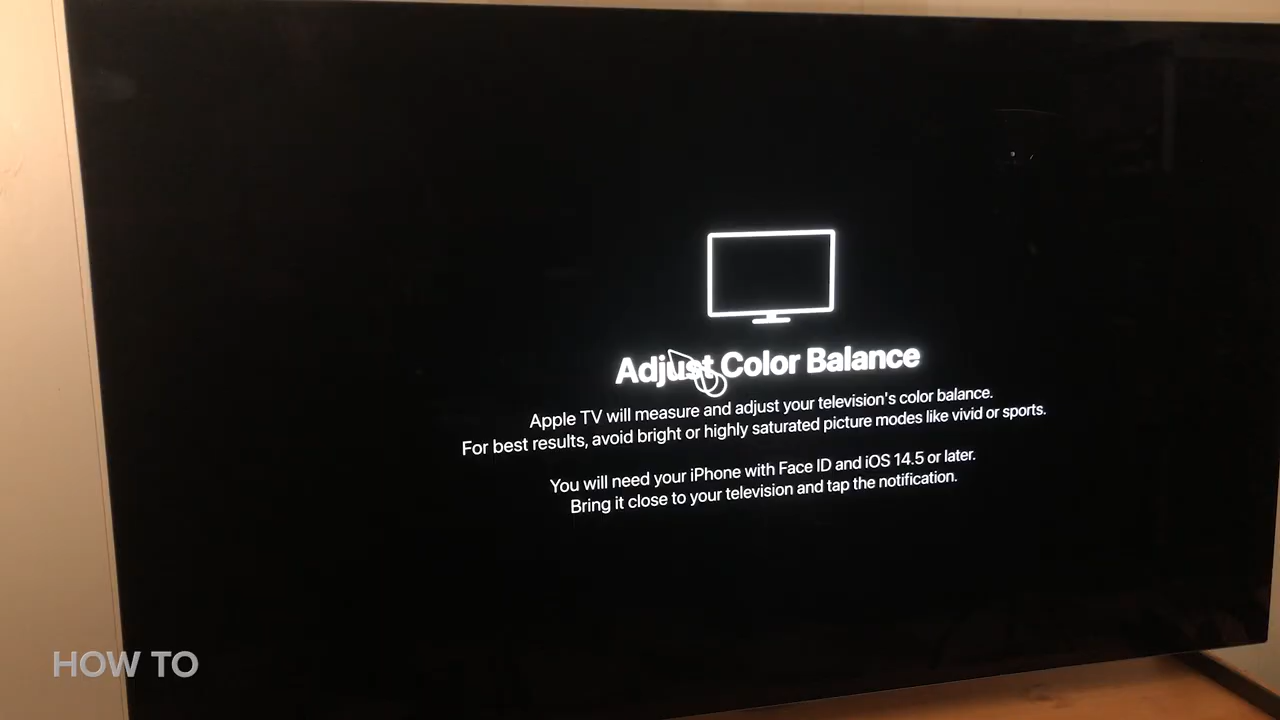 Adjust Color Balance
Apple TV will measure and adjust your television's color balance.
For best results, avoid bright or highly saturated picture modes like vivid or sports.
You will need your iPhone with Face ID and iOS 14.5 or later.
Bring it close to your television and tap the notification.
HOW TO